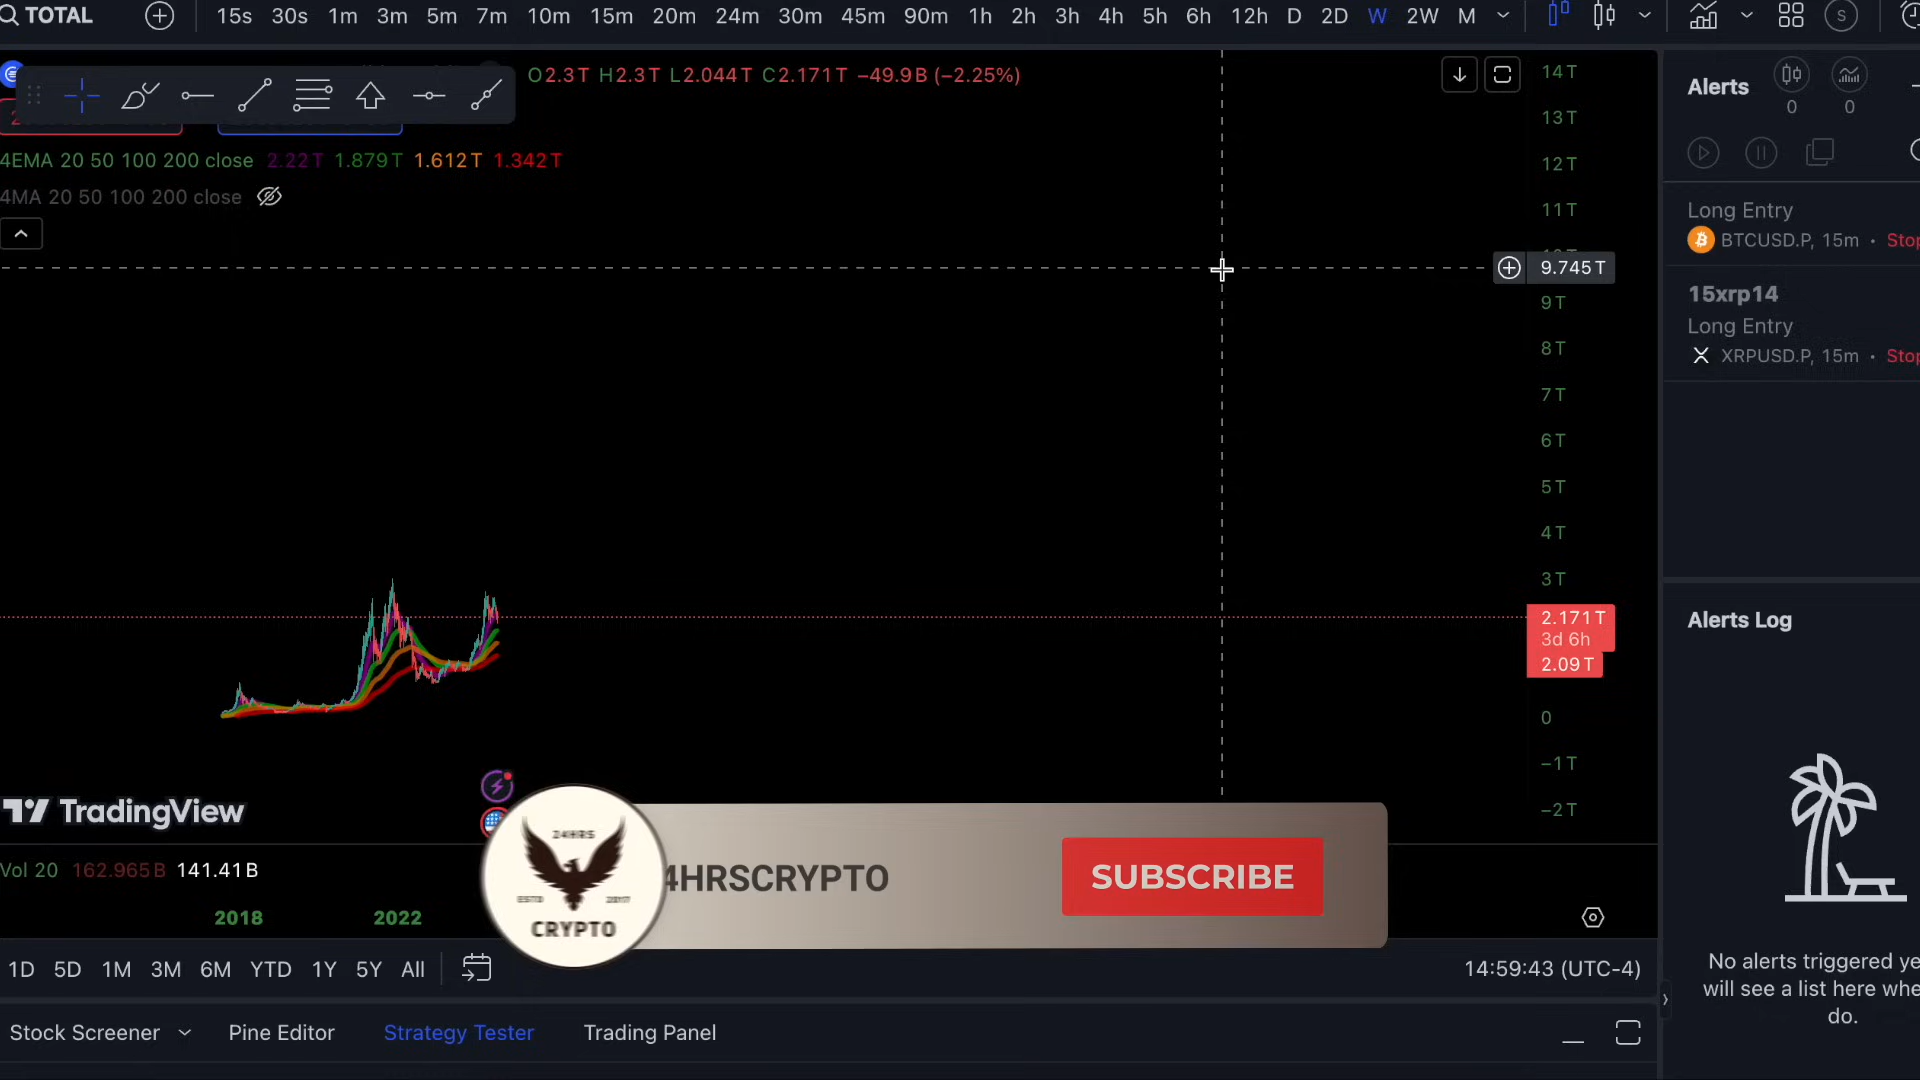 TOTAL
15s 30s 1m 3m 5m 7m 10m 15m 20m 24m 30m 45m 90m 1h 2h 3h 4h 5h 6h 12h D 2D W 2W M
S
O2.3T H2.3T L2.044T C2.171T −49.9B (−2.25%)
4EMA 20 50 100 200 close 2.22T 1.879T 1.612T 1.342T
4MA 20 50 100 200 close
14T
13T
12T
11T
9.745T
9T
8T
7T
6T
5T
4T
3T
2.171T
3d 6h
2.09T
0
−1T
−2T
TradingView
Vol 20 162.965B 141.41B
2018 2022
24HRS
ESTD 2017
CRYPTO
4HRSCRYPTO
SUBSCRIBE
1D 5D 1M 3M 6M YTD 1Y 5Y All
14:59:43 (UTC-4)
Stock Screener Pine Editor Strategy Tester Trading Panel
Alerts
0 0
Long Entry
BTCUSD.P, 15m • Stop
15xrp14
Long Entry
XRPUSD.P, 15m • Stop
Alerts Log
No alerts triggered ye
will see a list here whe
do.